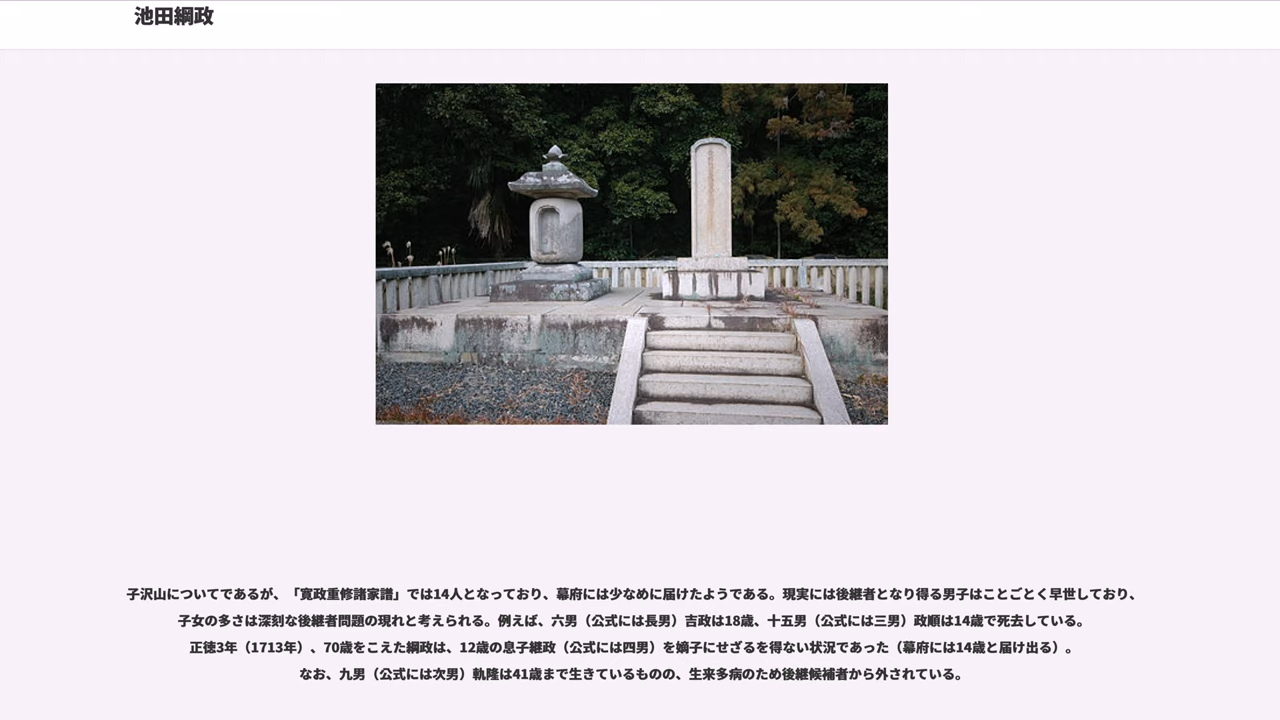 池田綱政
子沢山についてであるが、「寛政重修諸家譜」では14人となっており、幕府には少なめに届けたようである。現実には後継者となり得る男子はことごとく早世しており、
子女の多さは深刻な後継者問題の現れと考えられる。例えば、六男（公式には長男）吉政は18歳、十五男（公式には三男）政順は14歳で死去している。
正徳3年（1713年）、70歳をこえた綱政は、12歳の息子継政（公式には四男）を嫡子にせざるを得ない状況であった（幕府には14歳と届け出る）。
なお、九男（公式には次男）軌隆は41歳まで生きているものの、生来多病のため後継候補者から外されている。